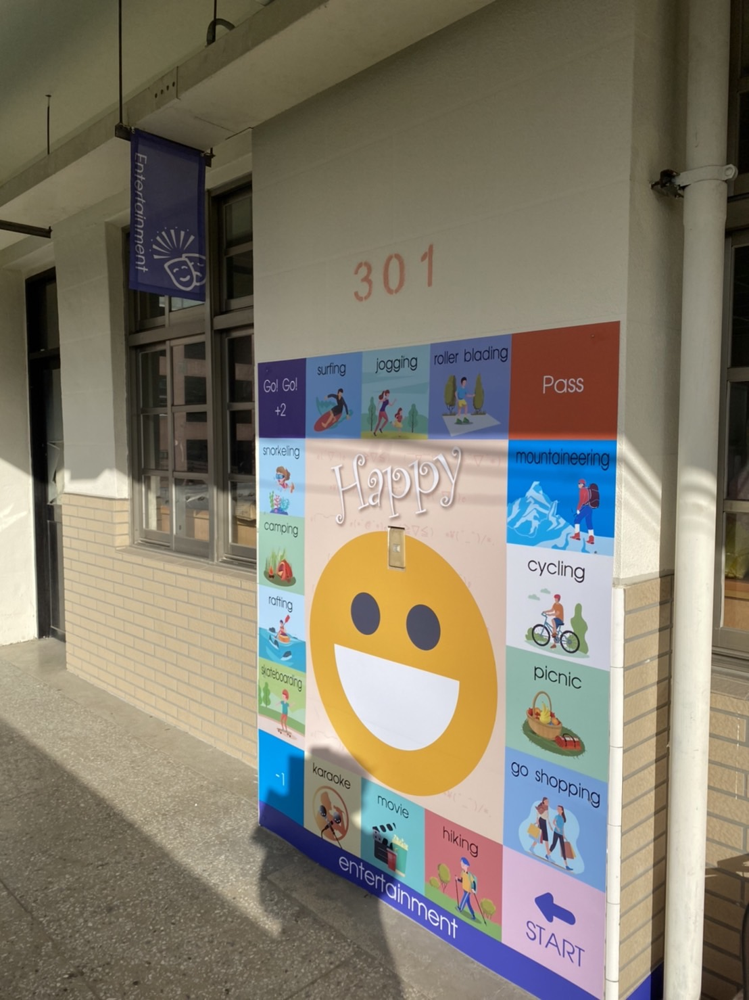 Entertainment
301
Go! Go!
+2
surfing
jogging
roller blading
Pass
snorkeling
Happy
mountaineering
camping
cycling
rafting
picnic
skateboarding
-1
karaoke
movie
hiking
go shopping
START
entertainment